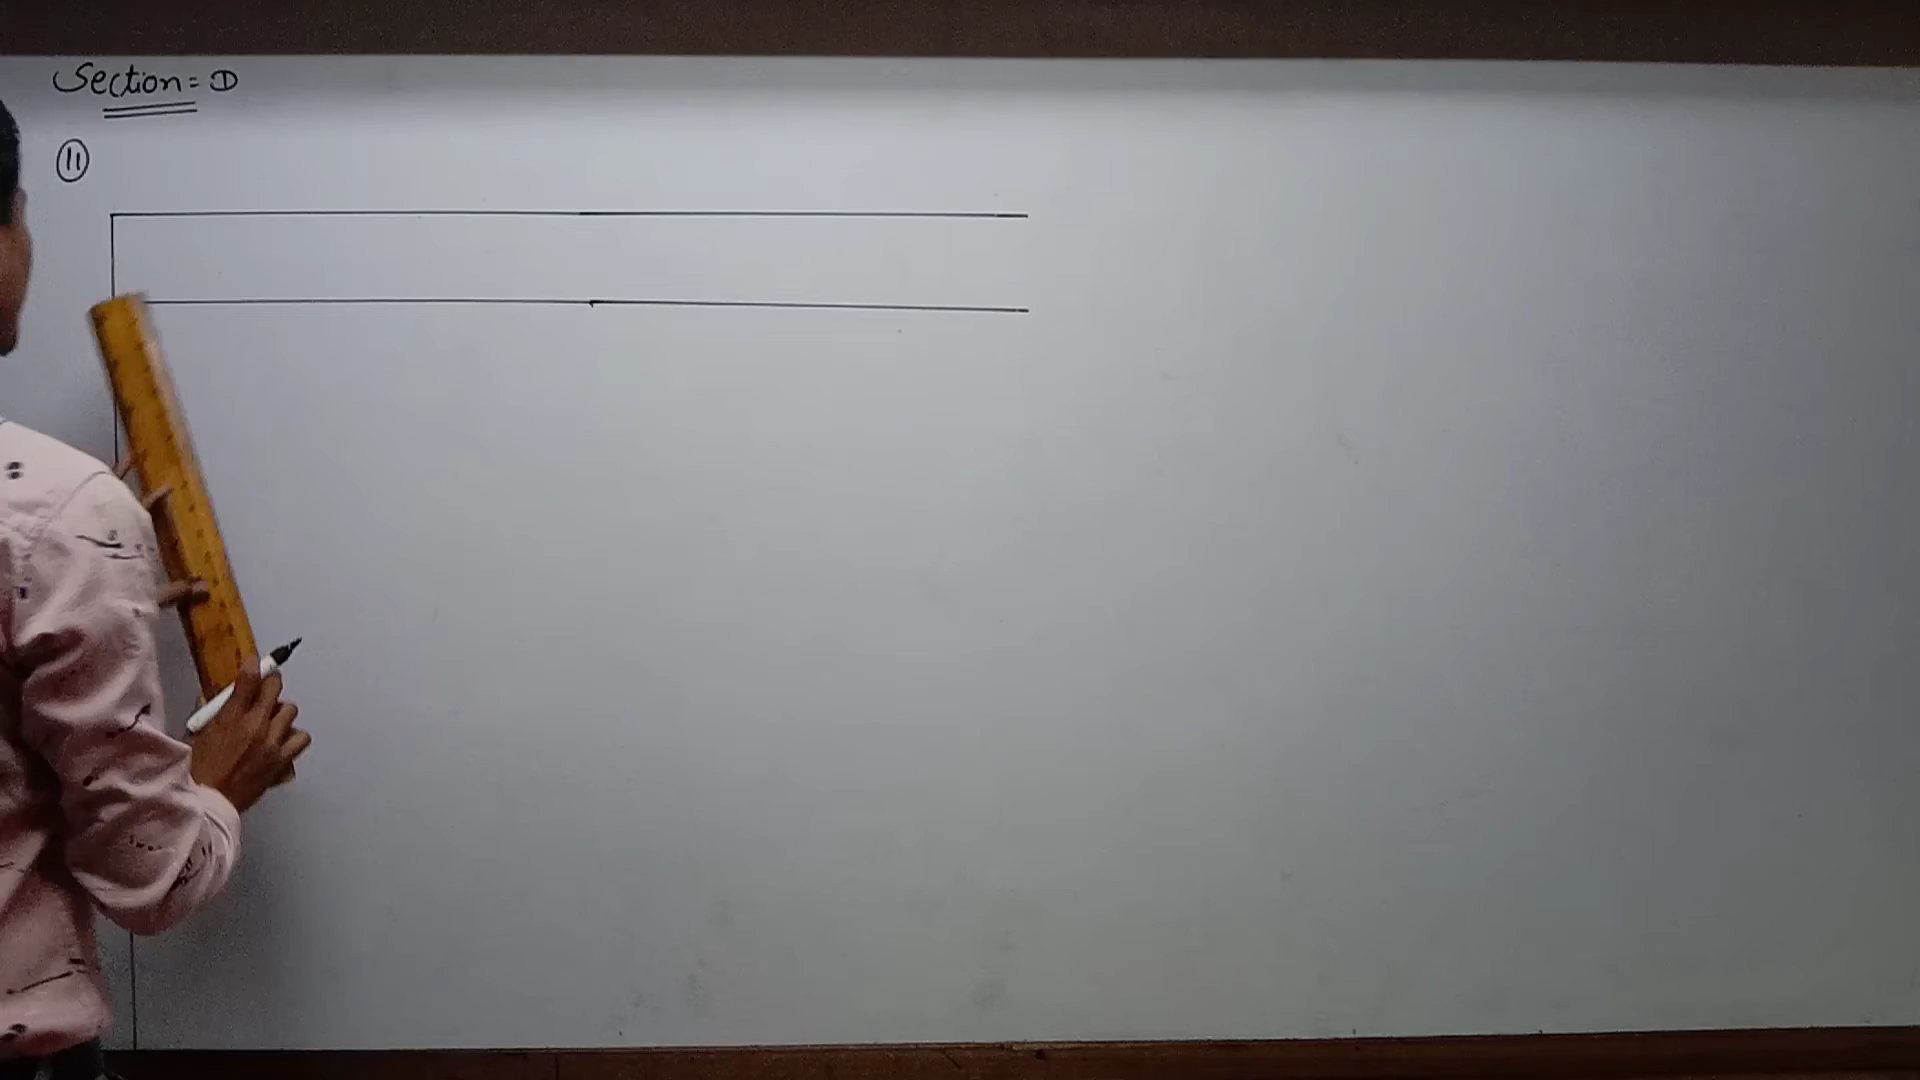 Section = D
11